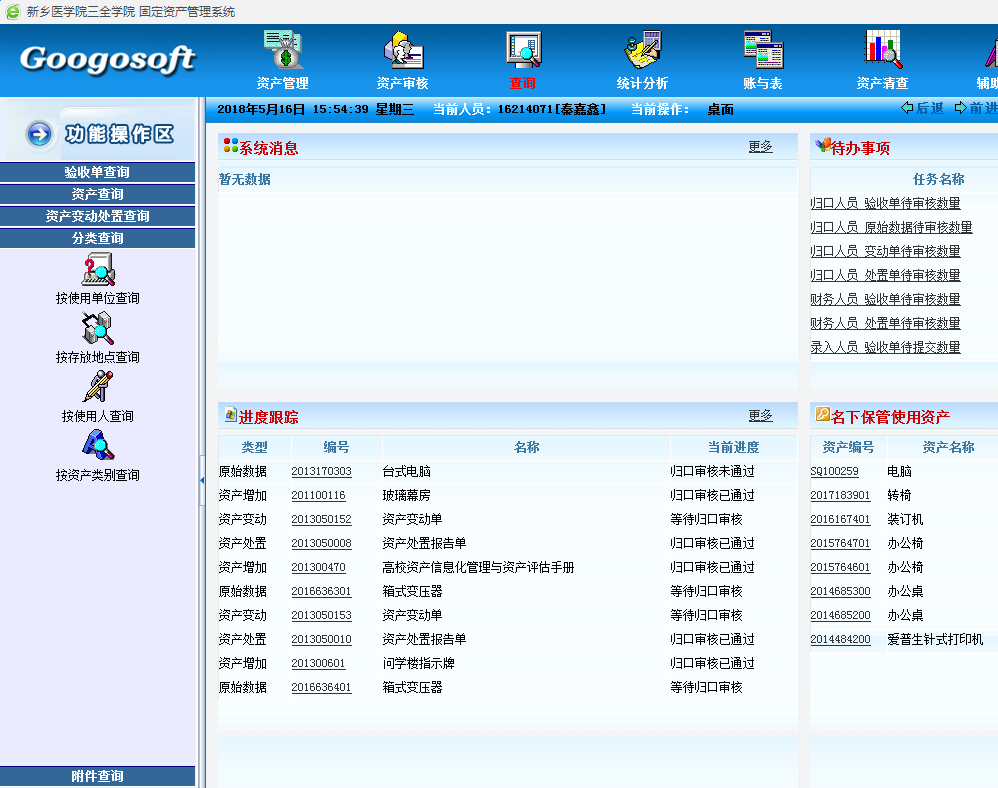 新乡医学院三全学院 固定资产管理系统
Googosoft
资产管理 资产审核 查询 统计分析 账与表 资产清查 辅助
2018年5月16日 15:54:39 星期三 当前人员: 16214071[秦嘉鑫] 当前操作: 桌面 后退 前进
功能操作区
验收单查询
资产查询
资产变动处置查询
分类查询
按使用单位查询
按存放地点查询
按使用人查询
按资产类别查询
附件查询
系统消息 更多
暂无数据
待办事项
任务名称
归口人员 验收单待审核数量
归口人员 原始数据待审核数量
归口人员 变动单待审核数量
归口人员 处置单待审核数量
财务人员 验收单待审核数量
财务人员 处置单待审核数量
录入人员 验收单待提交数量
进度跟踪 更多
类型 编号 名称 当前进度
原始数据 2013170303 台式电脑 归口审核未通过
资产增加 201100116 玻璃幕房 归口审核已通过
资产变动 2013050152 资产变动单 等待归口审核
资产处置 2013050008 资产处置报告单 归口审核已通过
资产增加 201300470 高校资产信息化管理与资产评估手册 归口审核已通过
原始数据 2016636301 箱式变压器 等待归口审核
资产变动 2013050153 资产变动单 等待归口审核
资产处置 2013050010 资产处置报告单 归口审核已通过
资产增加 201300601 问学楼指示牌 归口审核已通过
原始数据 2016636401 箱式变压器 等待归口审核
名下保管使用资产
资产编号 资产名称
SQ100259 电脑
2017183901 转椅
2016167401 装订机
2015764701 办公椅
2015764601 办公椅
2014685300 办公桌
2014685200 办公桌
2014484200 爱普生针式打印机